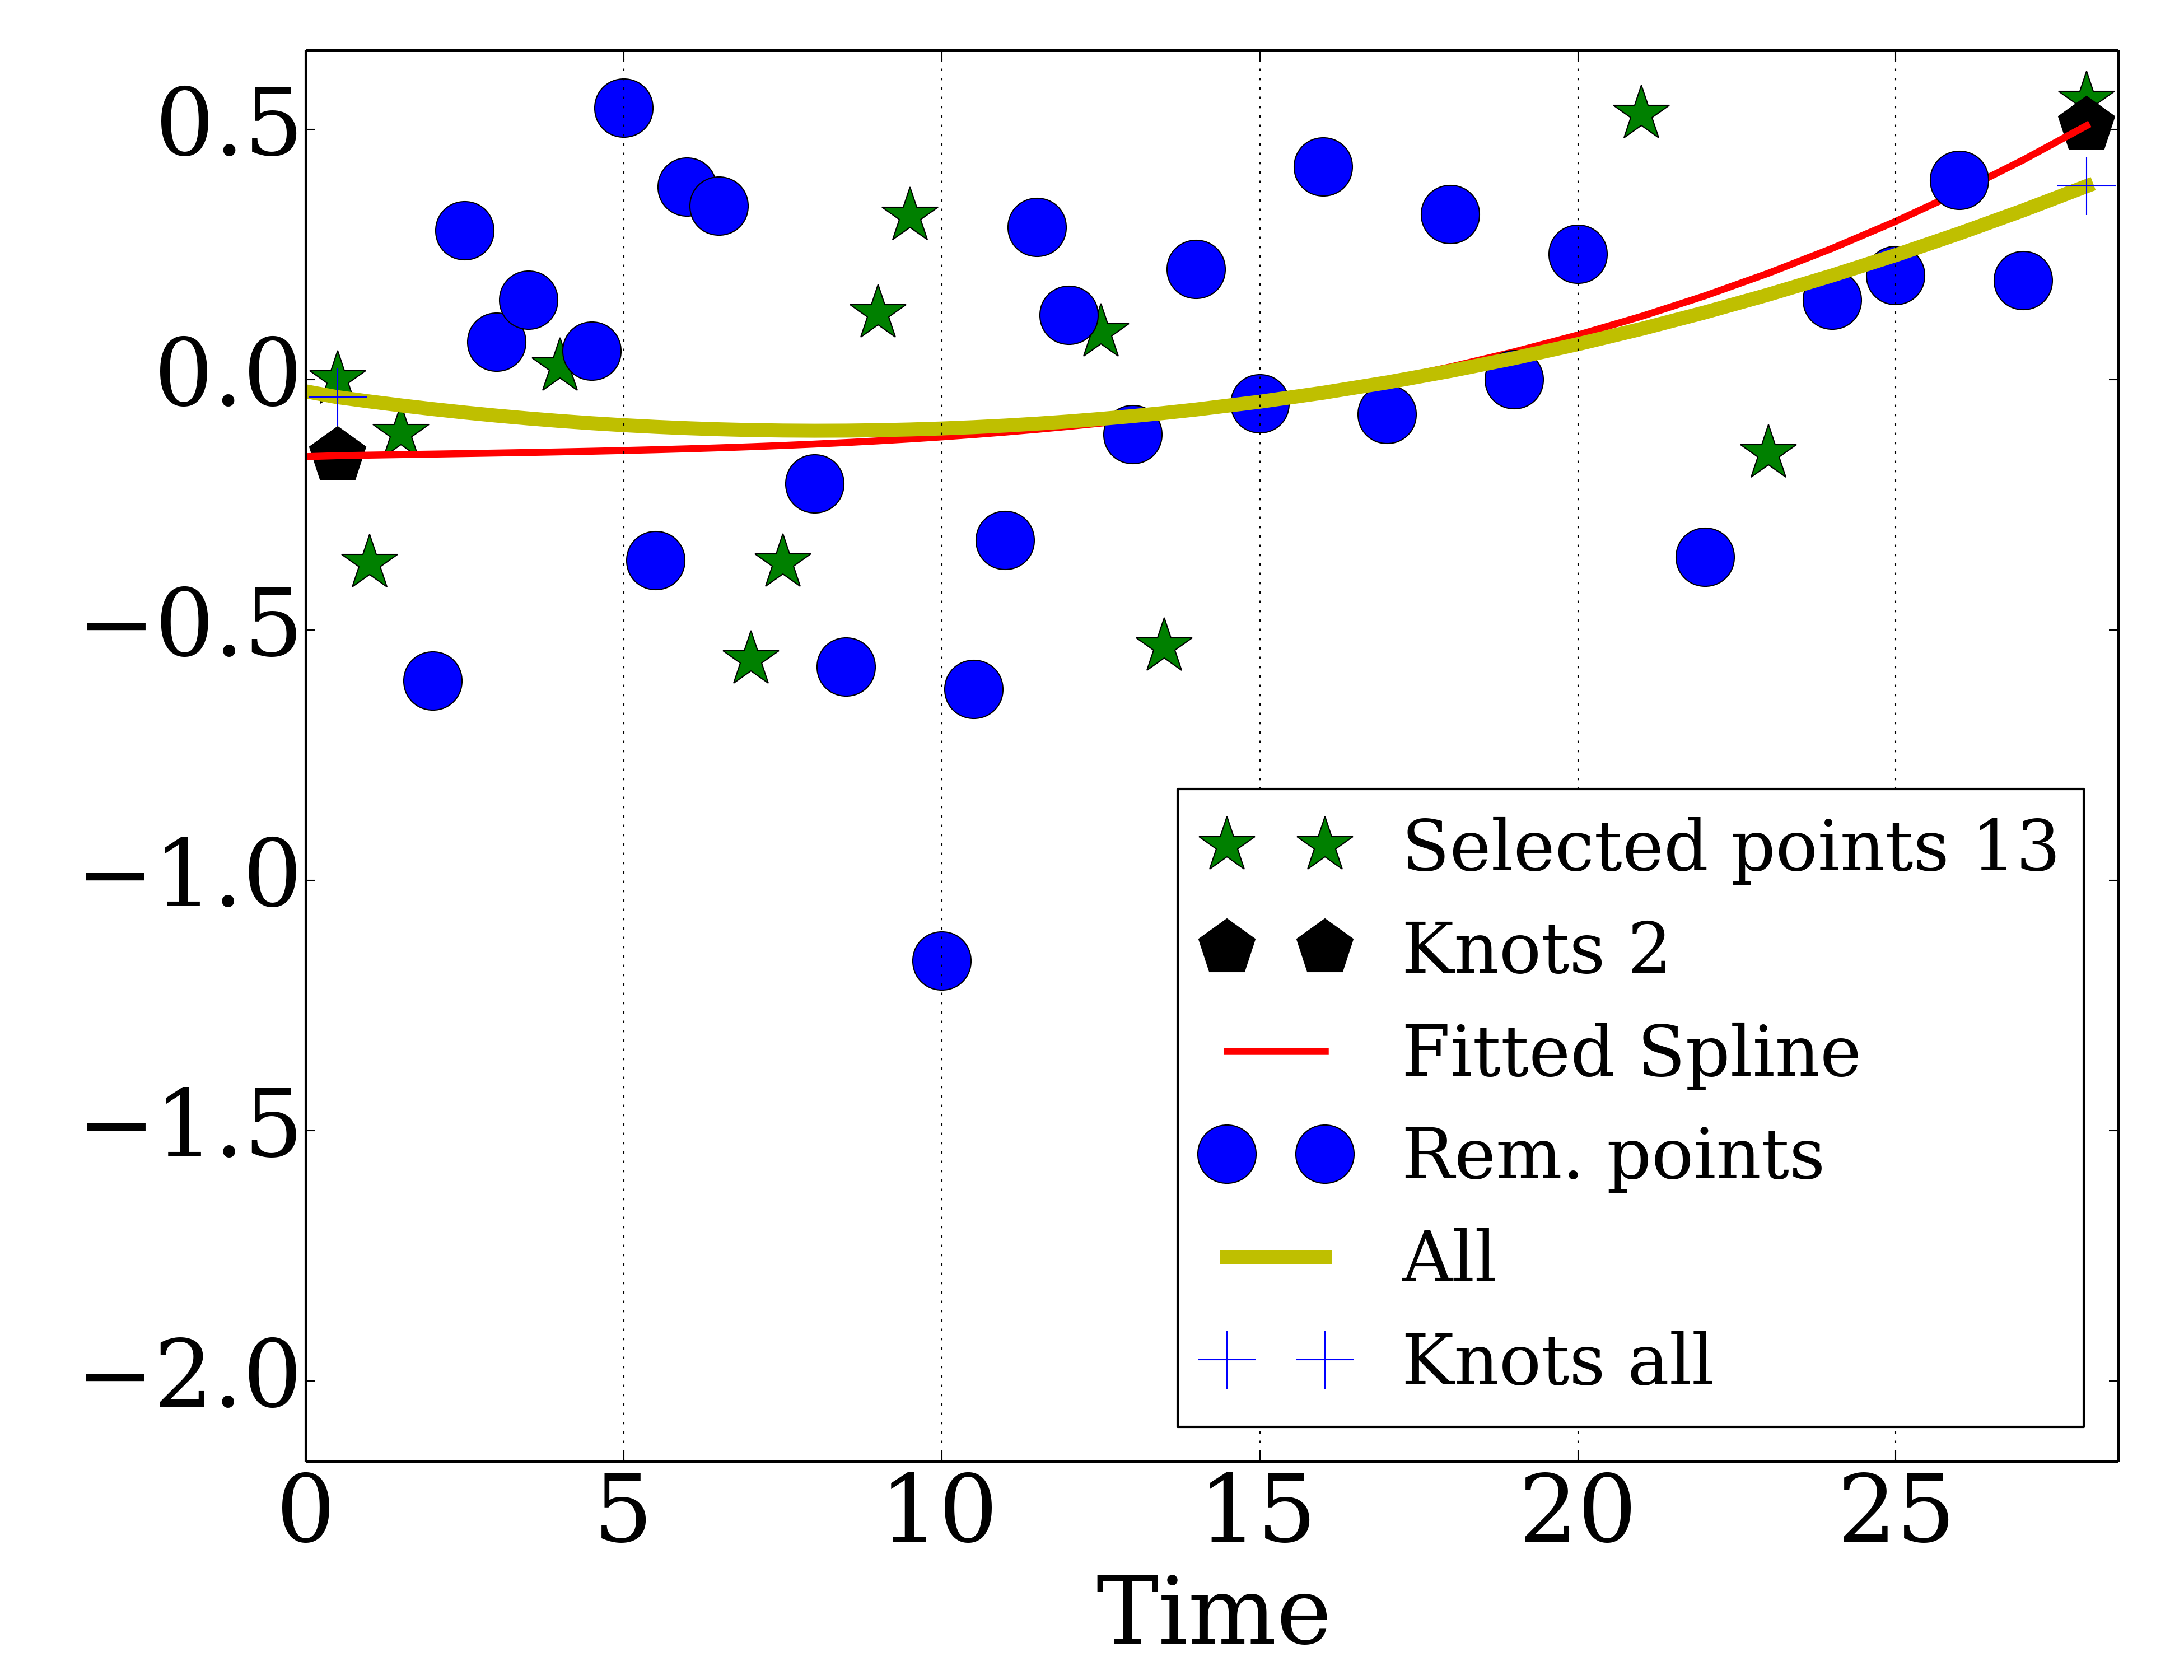 0.5
0.0
−0.5
−1.0
−1.5
−2.0
Selected points 13
Knots 2
Fitted Spline
Rem. points
All
Knots all
0 5 10 15 20 25
Time